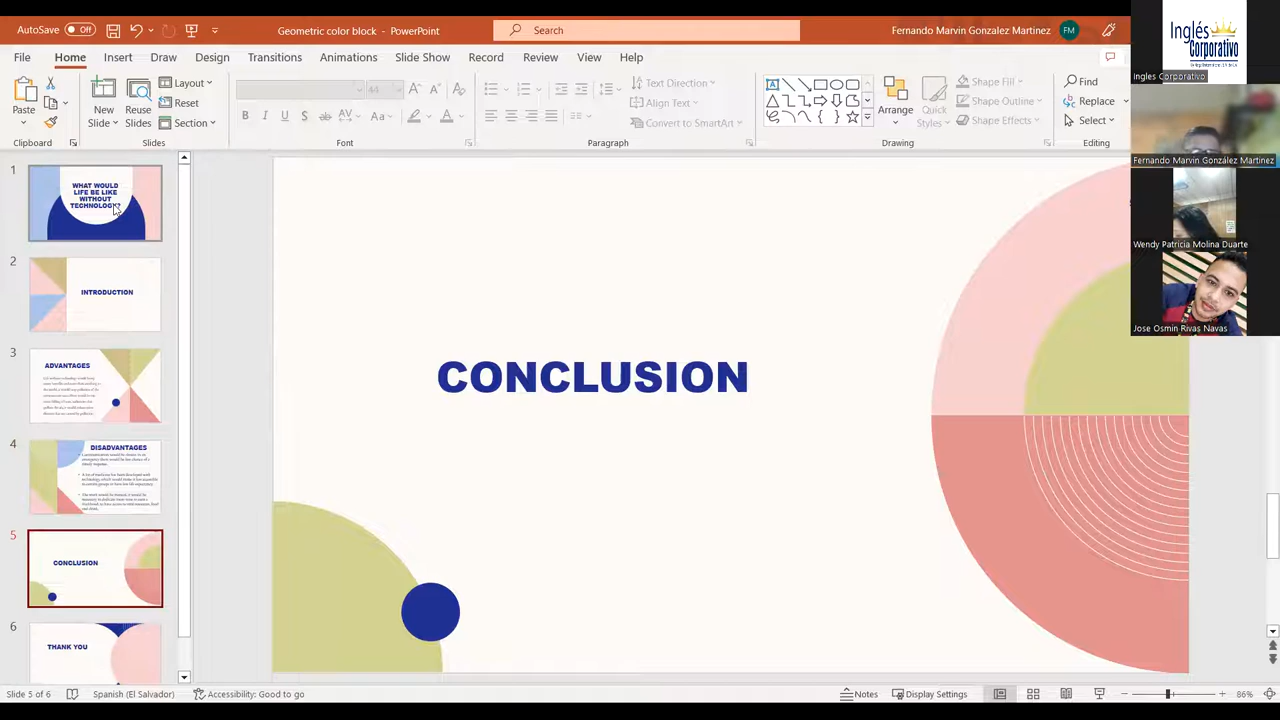 AutoSave Off
Geometric color block - PowerPoint
Search
Fernando Marvin Gonzalez Martinez FM
File Home Insert Draw Design Transitions Animations Slide Show Record Review View Help
Paste
Clipboard
New Slide
Reuse Slides
Layout
Reset
Section
Slides
44
B I U S ab AV Aa A
Font
Text Direction
Align Text
Convert to SmartArt
Paragraph
Arrange
Quick Styles
Shape Fill
Shape Outline
Shape Effects
Drawing
Find
Replace
Select
Editing
Inglés
Corporativo
Ingles Corporativo
Fernando Marvin González Martinez
Wendy Patricia Molina Duarte
Jose Osmin Rivas Navas
1
WHAT WOULD
LIFE BE LIKE
WITHOUT
TECHNOLOGY?
2
INTRODUCTION
3
ADVANTAGES
4
DISADVANTAGES
5
CONCLUSION
6
THANK YOU
CONCLUSION
Slide 5 of 6
Spanish (El Salvador)
Accessibility: Good to go
Notes
Display Settings
86%